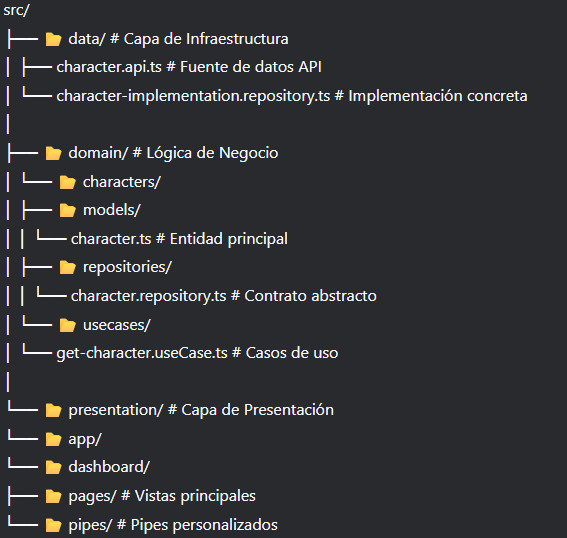 src/
├── 📂 data/ # Capa de Infraestructura
│ ├── character.api.ts # Fuente de datos API
│ └── character-implementation.repository.ts # Implementación concreta
│
├── 📂 domain/ # Lógica de Negocio
│ └── 📂 characters/
│ ├── 📂 models/
│ │ └── character.ts # Entidad principal
│ ├── 📂 repositories/
│ │ └── character.repository.ts # Contrato abstracto
│ └── 📂 usecases/
│ └── get-character.useCase.ts # Casos de uso
│
└── 📂 presentation/ # Capa de Presentación
└── 📂 app/
└── 📂 dashboard/
├── 📂 pages/ # Vistas principales
└── 📂 pipes/ # Pipes personalizados